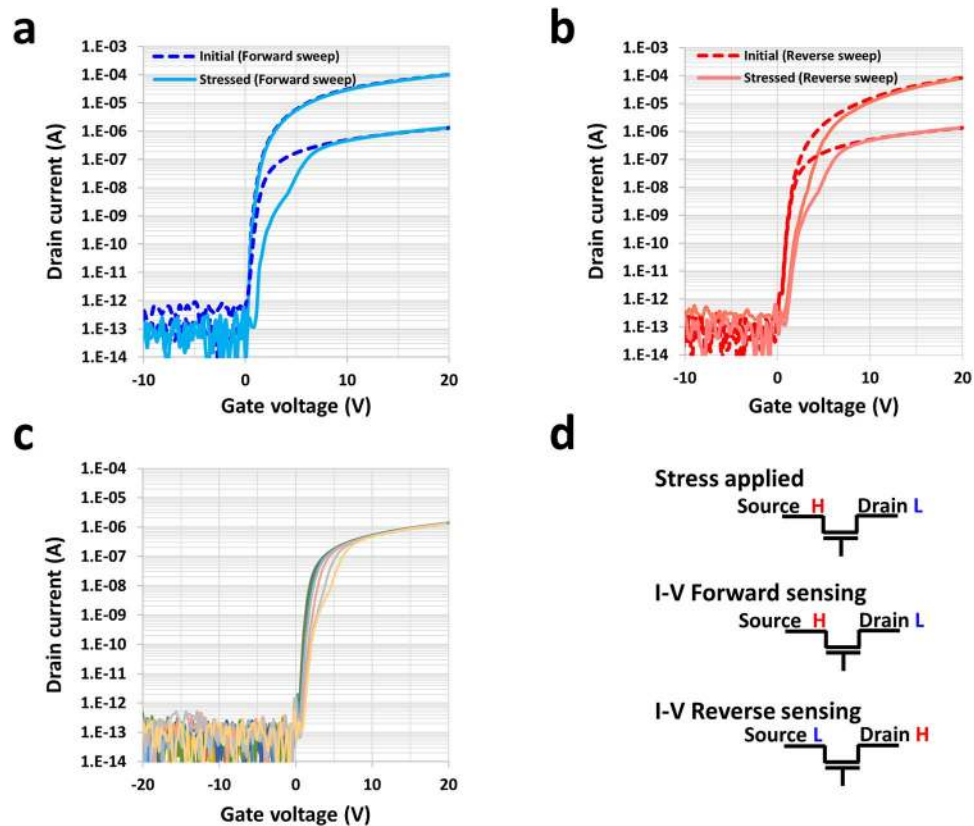 a
1.E-03
1.E-04
1.E-05
1.E-06
1.E-07
1.E-08
1.E-09
1.E-10
1.E-11
1.E-12
1.E-13
1.E-14
Drain current (A)
Initial (Forward sweep)
Stressed (Forward sweep)
-10 0 10 20
Gate voltage (V)
b
1.E-03
1.E-04
1.E-05
1.E-06
1.E-07
1.E-08
1.E-09
1.E-10
1.E-11
1.E-12
1.E-13
1.E-14
Drain current (A)
Initial (Reverse sweep)
Stressed (Reverse sweep)
-10 0 10 20
Gate voltage (V)
c
1.E-04
1.E-05
1.E-06
1.E-07
1.E-08
1.E-09
1.E-10
1.E-11
1.E-12
1.E-13
1.E-14
Drain current (A)
-20 -10 0 10 20
Gate voltage (V)
d
Stress applied
Source H Drain L
I-V Forward sensing
Source H Drain L
I-V Reverse sensing
Source L Drain H